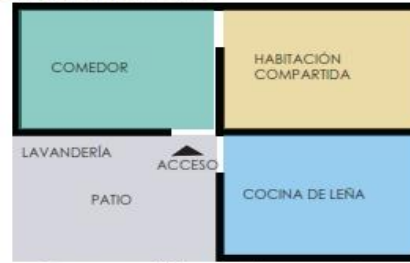 COMEDOR
HABITACIÓN
COMPARTIDA
LAVANDERÍA
ACCESO
PATIO
COCINA DE LEÑA